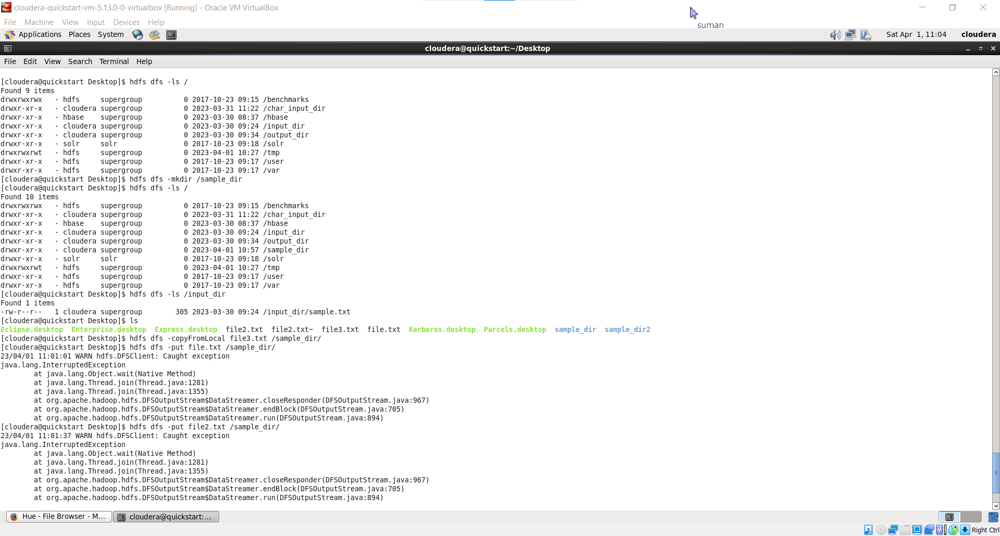 cloudera-quickstart-vm-5.13.0-0-virtualbox [Running] - Oracle VM VirtualBox
File Machine View Input Devices Help
suman
Applications Places System Sat Apr 1, 11:04 cloudera
cloudera@quickstart:~/Desktop
File Edit View Search Terminal Help
[cloudera@quickstart Desktop]$ hdfs dfs -ls /
Found 9 items
drwxrwxrwx   - hdfs     supergroup          0 2017-10-23 09:15 /benchmarks
drwxr-xr-x   - cloudera supergroup          0 2023-03-31 11:22 /char_input_dir
drwxr-xr-x   - hbase    supergroup          0 2023-03-30 08:37 /hbase
drwxr-xr-x   - cloudera supergroup          0 2023-03-30 09:24 /input_dir
drwxr-xr-x   - cloudera supergroup          0 2023-03-30 09:34 /output_dir
drwxr-xr-x   - solr     solr                0 2017-10-23 09:18 /solr
drwxrwxrwt   - hdfs     supergroup          0 2023-04-01 10:27 /tmp
drwxr-xr-x   - hdfs     supergroup          0 2017-10-23 09:17 /user
drwxr-xr-x   - hdfs     supergroup          0 2017-10-23 09:17 /var
[cloudera@quickstart Desktop]$ hdfs dfs -mkdir /sample_dir
[cloudera@quickstart Desktop]$ hdfs dfs -ls /
Found 10 items
drwxrwxrwx   - hdfs     supergroup          0 2017-10-23 09:15 /benchmarks
drwxr-xr-x   - cloudera supergroup          0 2023-03-31 11:22 /char_input_dir
drwxr-xr-x   - hbase    supergroup          0 2023-03-30 08:37 /hbase
drwxr-xr-x   - cloudera supergroup          0 2023-03-30 09:24 /input_dir
drwxr-xr-x   - cloudera supergroup          0 2023-03-30 09:34 /output_dir
drwxr-xr-x   - cloudera supergroup          0 2023-04-01 10:57 /sample_dir
drwxr-xr-x   - solr     solr                0 2017-10-23 09:18 /solr
drwxrwxrwt   - hdfs     supergroup          0 2023-04-01 10:27 /tmp
drwxr-xr-x   - hdfs     supergroup          0 2017-10-23 09:17 /user
drwxr-xr-x   - hdfs     supergroup          0 2017-10-23 09:17 /var
[cloudera@quickstart Desktop]$ hdfs dfs -ls /input_dir
Found 1 items
-rw-r--r--   1 cloudera supergroup        305 2023-03-30 09:24 /input_dir/sample.txt
[cloudera@quickstart Desktop]$ ls
Eclipse.desktop  Enterprise.desktop  Express.desktop  file2.txt  file2.txt~  file3.txt  file.txt  Kerberos.desktop  Parcels.desktop  sample_dir  sample_dir2
[cloudera@quickstart Desktop]$ hdfs dfs -copyFromLocal file3.txt /sample_dir/
[cloudera@quickstart Desktop]$ hdfs dfs -put file.txt /sample_dir/
23/04/01 11:01:01 WARN hdfs.DFSClient: Caught exception
java.lang.InterruptedException
        at java.lang.Object.wait(Native Method)
        at java.lang.Thread.join(Thread.java:1281)
        at java.lang.Thread.join(Thread.java:1355)
        at org.apache.hadoop.hdfs.DFSOutputStream$DataStreamer.closeResponder(DFSOutputStream.java:967)
        at org.apache.hadoop.hdfs.DFSOutputStream$DataStreamer.endBlock(DFSOutputStream.java:705)
        at org.apache.hadoop.hdfs.DFSOutputStream$DataStreamer.run(DFSOutputStream.java:894)
[cloudera@quickstart Desktop]$ hdfs dfs -put file2.txt /sample_dir/
23/04/01 11:01:37 WARN hdfs.DFSClient: Caught exception
java.lang.InterruptedException
        at java.lang.Object.wait(Native Method)
        at java.lang.Thread.join(Thread.java:1281)
        at java.lang.Thread.join(Thread.java:1355)
        at org.apache.hadoop.hdfs.DFSOutputStream$DataStreamer.closeResponder(DFSOutputStream.java:967)
        at org.apache.hadoop.hdfs.DFSOutputStream$DataStreamer.endBlock(DFSOutputStream.java:705)
        at org.apache.hadoop.hdfs.DFSOutputStream$DataStreamer.run(DFSOutputStream.java:894)
Hue - File Browser - M... cloudera@quickstart:...
Right Ctrl